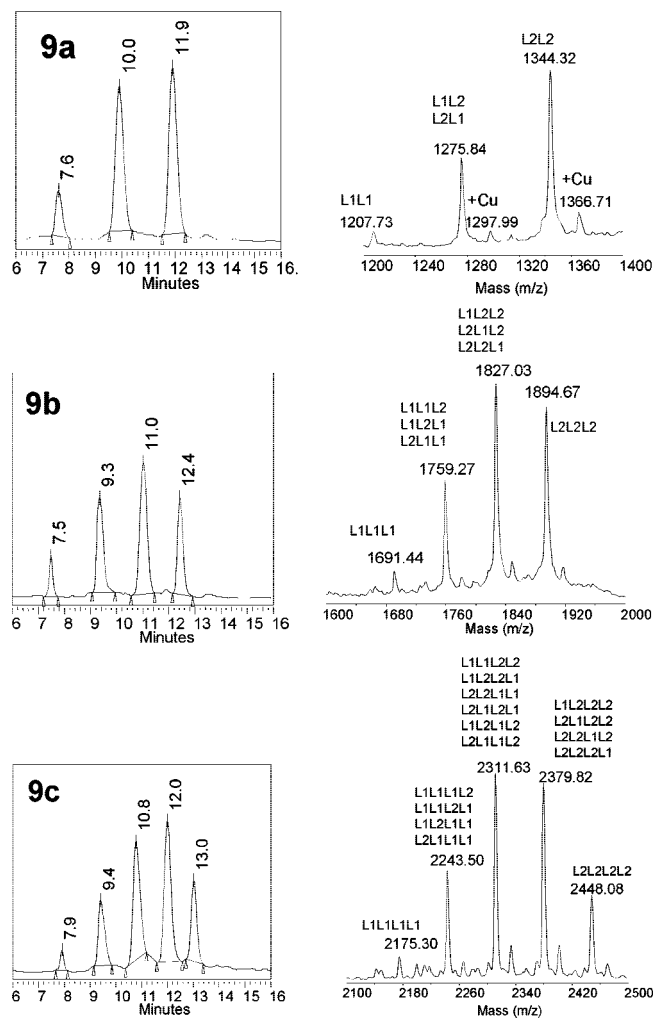 9a
7.6
10.0
11.9
6 7 8 9 10 11 12 13 14 15 16.
Minutes
L2L2
1344.32
L1L2
L2L1
1275.84
+Cu
1297.99
+Cu
1366.71
L1L1
1207.73
1200 1240 1280 1320 1360 1400
Mass (m/z)
9b
7.5
9.3
11.0
12.4
6 7 8 9 10 11 12 13 14 15 16
Minutes
L1L2L2
L2L1L2
L2L2L1
1827.03
1894.67
L2L2L2
L1L1L2
L1L2L1
L2L1L1
1759.27
L1L1L1
1691.44
1600 1680 1760 1840 1920 2000
Mass (m/z)
9c
7.9
9.4
10.8
12.0
13.0
6 7 8 9 10 11 12 13 14 15 16
Minutes
L1L1L2L2
L1L2L2L1
L2L2L1L1
L2L1L2L1
L1L2L1L2
L2L1L1L2
2311.63
L1L2L2L2
L2L1L2L2
L2L2L1L2
L2L2L2L1
2379.82
L1L1L1L2
L1L1L2L1
L1L2L1L1
L2L1L1L1
2243.50
L2L2L2L2
2448.08
L1L1L1L1
2175.30
2100 2180 2260 2340 2420 2500
Mass (m/z)